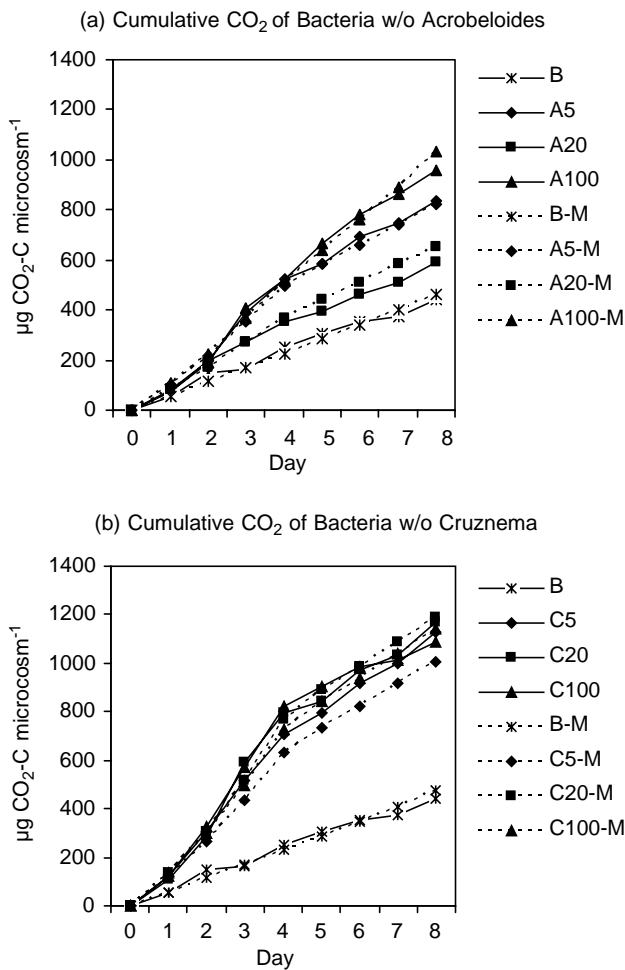 (a) Cumulative CO₂ of Bacteria w/o Acrobeloides
1400
1200
1000
800
600
400
200
0
µg CO₂-C microcosm⁻¹
0 1 2 3 4 5 6 7 8
Day
B
A5
A20
A100
B-M
A5-M
A20-M
A100-M
(b) Cumulative CO₂ of Bacteria w/o Cruznema
1400
1200
1000
800
600
400
200
0
µg CO₂-C microcosm⁻¹
0 1 2 3 4 5 6 7 8
Day
B
C5
C20
C100
B-M
C5-M
C20-M
C100-M